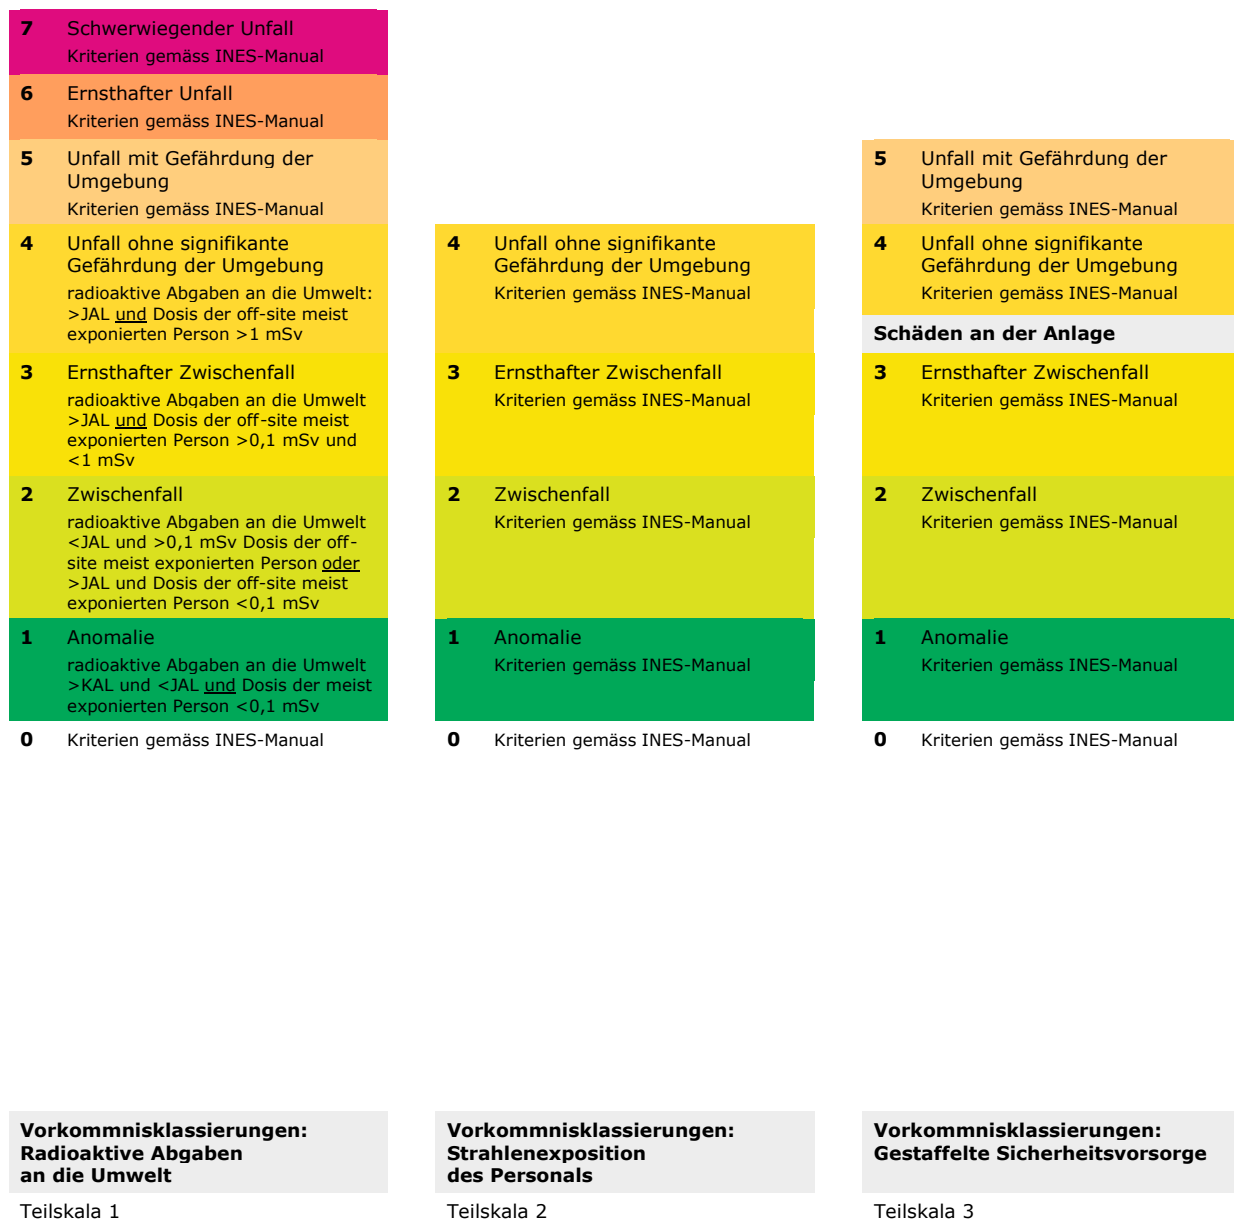 7 Schwerwiegender Unfall
Kriterien gemäss INES-Manual
6 Ernsthafter Unfall
Kriterien gemäss INES-Manual
5 Unfall mit Gefährdung der
Umgebung
Kriterien gemäss INES-Manual
4 Unfall ohne signifikante
Gefährdung der Umgebung
radioaktive Abgaben an die Umwelt:
>JAL und Dosis der off-site meist
exponierten Person >1 mSv
3 Ernsthafter Zwischenfall
radioaktive Abgaben an die Umwelt
>JAL und Dosis der off-site meist
exponierten Person >0,1 mSv und
<1 mSv
2 Zwischenfall
radioaktive Abgaben an die Umwelt
<JAL und >0,1 mSv Dosis der off-
site meist exponierten Person oder
>JAL und Dosis der off-site meist
exponierten Person <0,1 mSv
1 Anomalie
radioaktive Abgaben an die Umwelt
>KAL und <JAL und Dosis der meist
exponierten Person <0,1 mSv
0 Kriterien gemäss INES-Manual
Vorkommnisklassierungen:
Radioaktive Abgaben
an die Umwelt
Teilskala 1
4 Unfall ohne signifikante
Gefährdung der Umgebung
Kriterien gemäss INES-Manual
3 Ernsthafter Zwischenfall
Kriterien gemäss INES-Manual
2 Zwischenfall
Kriterien gemäss INES-Manual
1 Anomalie
Kriterien gemäss INES-Manual
0 Kriterien gemäss INES-Manual
Vorkommnisklassierungen:
Strahlenexposition
des Personals
Teilskala 2
5 Unfall mit Gefährdung der
Umgebung
Kriterien gemäss INES-Manual
4 Unfall ohne signifikante
Gefährdung der Umgebung
Kriterien gemäss INES-Manual
Schäden an der Anlage
3 Ernsthafter Zwischenfall
Kriterien gemäss INES-Manual
2 Zwischenfall
Kriterien gemäss INES-Manual
1 Anomalie
Kriterien gemäss INES-Manual
0 Kriterien gemäss INES-Manual
Vorkommnisklassierungen:
Gestaffelte Sicherheitsvorsorge
Teilskala 3